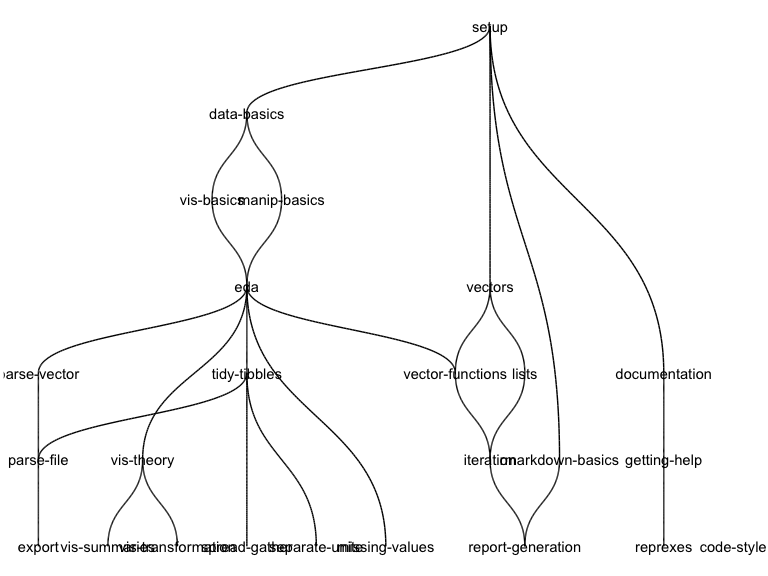 setup
data-basics
vis-basics manip-basics
eda vectors
parse-vector tidy-tibbles vector-functions lists documentation
parse-file vis-theory iteration markdown-basics getting-help
export vis-summaries vis-transformation spread-gather separate-unite missing-values report-generation reprexes code-style